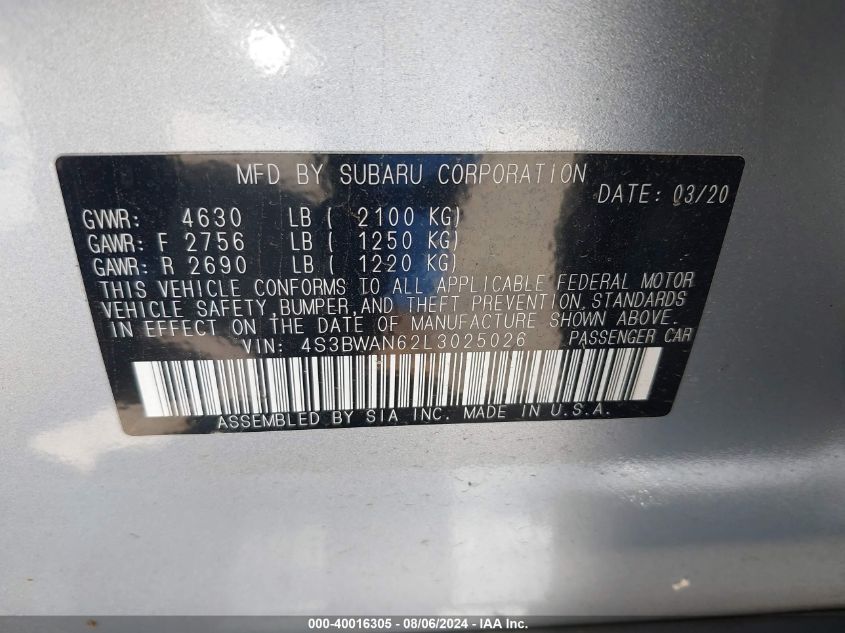 MFD BY SUBARU CORPORATION
DATE: 03/20
GVWR: 4630 LB ( 2100 KG)
GAWR: F 2756 LB ( 1250 KG)
GAWR: R 2690 LB ( 1220 KG)
THIS VEHICLE CONFORMS TO ALL APPLICABLE FEDERAL MOTOR
VEHICLE SAFETY,BUMPER,AND THEFT PREVENTION,STANDARDS
IN EFFECT ON THE DATE OF MANUFACTURE SHOWN ABOVE.
VIN: 4S3BWAN62L3025026 PASSENGER CAR
ASSEMBLED BY SIA INC. MADE IN U.S.A.
000-40016305 - 08/06/2024 - IAA Inc.